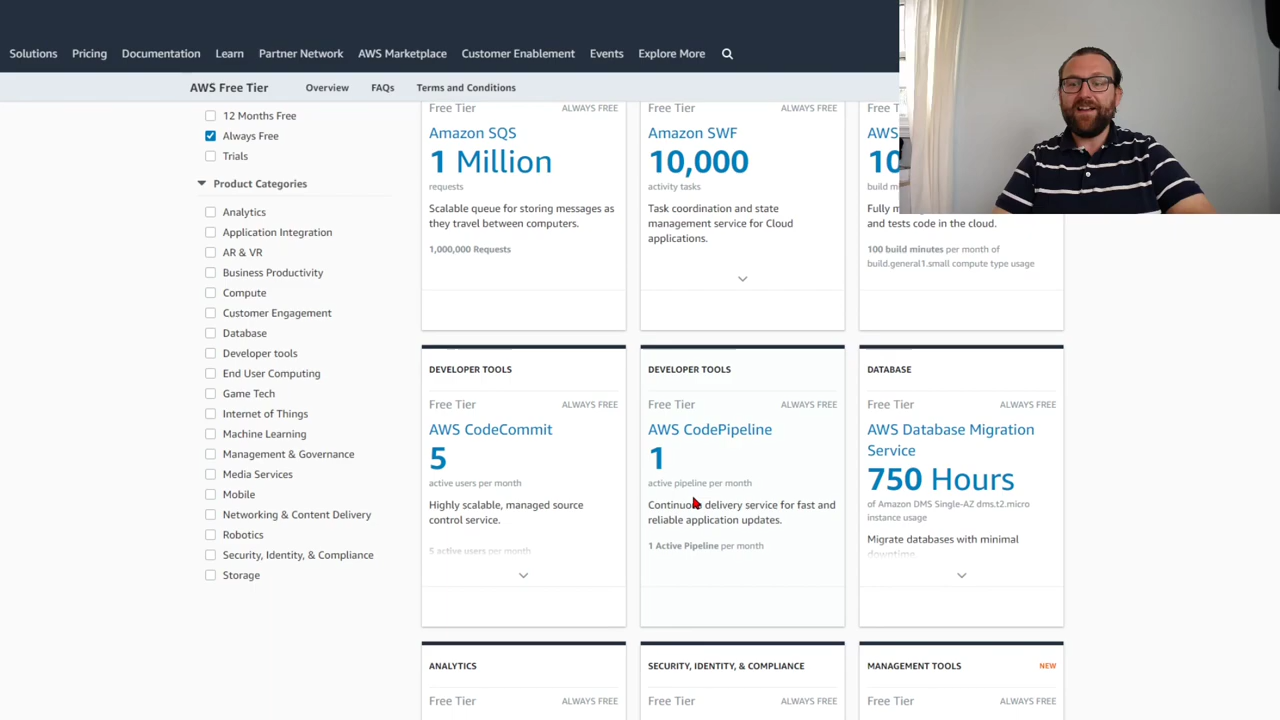 Solutions
Pricing
Documentation
Learn
Partner Network
AWS Marketplace
Customer Enablement
Events
Explore More
AWS Free Tier
Overview
FAQs
Terms and Conditions
12 Months Free
Always Free
Trials
Product Categories
Analytics
Application Integration
AR & VR
Business Productivity
Compute
Customer Engagement
Database
Developer tools
End User Computing
Game Tech
Internet of Things
Machine Learning
Management & Governance
Media Services
Mobile
Networking & Content Delivery
Robotics
Security, Identity, & Compliance
Storage
Free Tier
ALWAYS FREE
Amazon SQS
1 Million
requests
Scalable queue for storing messages as
they travel between computers.
1,000,000 Requests
Free Tier
ALWAYS FREE
Amazon SWF
10,000
activity tasks
Task coordination and state
management service for Cloud
applications.
Free T
AWS
10
build m
Fully m
and tests code in the cloud.
100 build minutes per month of
build.general1.small compute type usage
DEVELOPER TOOLS
Free Tier
ALWAYS FREE
AWS CodeCommit
5
active users per month
Highly scalable, managed source
control service.
5 active users per month
DEVELOPER TOOLS
Free Tier
ALWAYS FREE
AWS CodePipeline
1
active pipeline per month
Continuous delivery service for fast and
reliable application updates.
1 Active Pipeline per month
DATABASE
Free Tier
ALWAYS FREE
AWS Database Migration
Service
750 Hours
of Amazon DMS Single-AZ dms.t2.micro
instance usage
Migrate databases with minimal
downtime.
ANALYTICS
Free Tier
ALWAYS FREE
SECURITY, IDENTITY, & COMPLIANCE
Free Tier
ALWAYS FREE
MANAGEMENT TOOLS
NEW
Free Tier
ALWAYS FREE